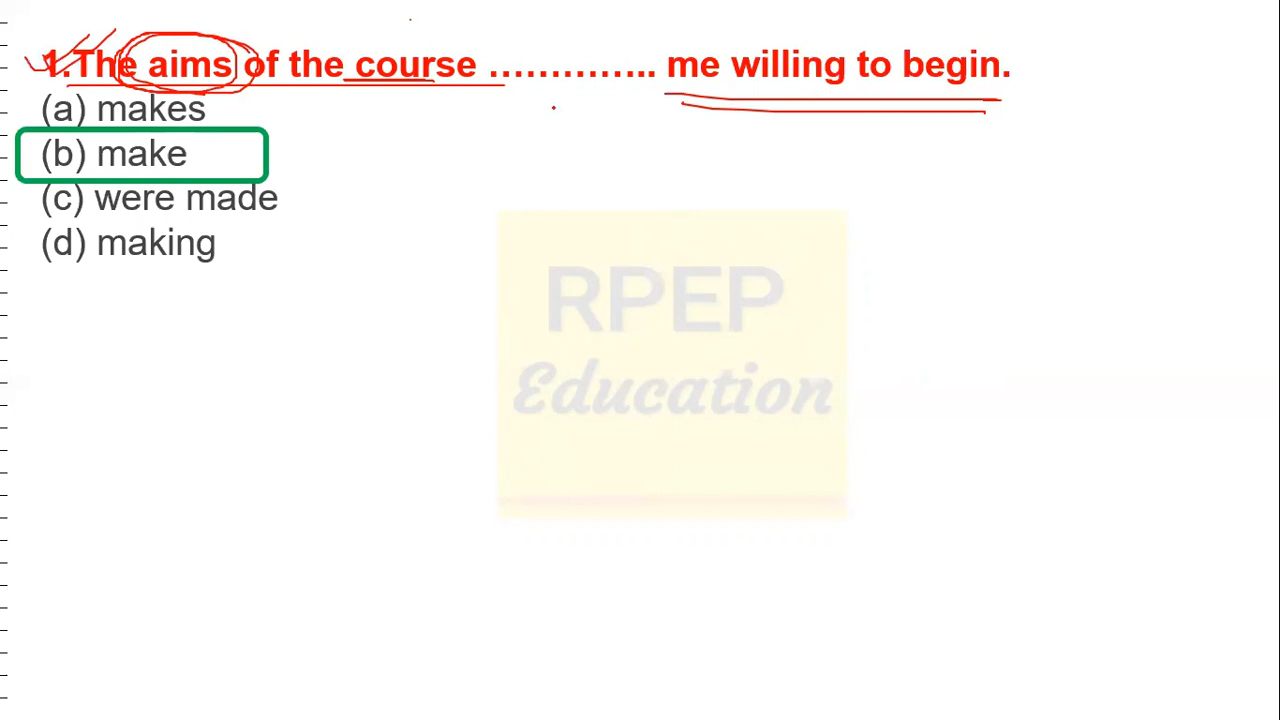 1.The aims of the course ………….. me willing to begin.
(a) makes
(b) make
(c) were made
(d) making
RPEP
Education